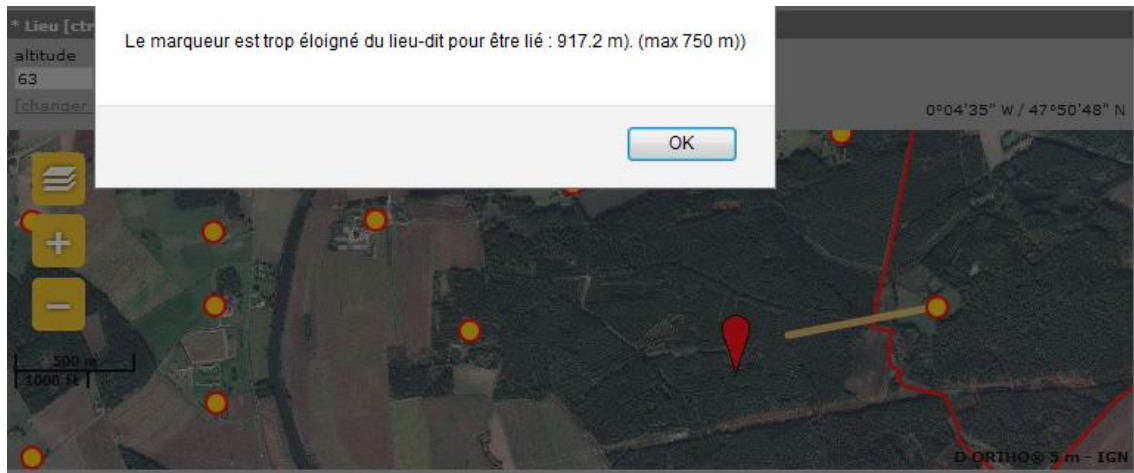 * Lieu [ctr
Le marqueur est trop éloigné du lieu-dit pour être lié : 917.2 m). (max 750 m))
altitude
63
[changer
0°04'35" W / 47°50'48" N
OK
+
−
500 m
1000 ft
D ORTHO® 5 m - IGN